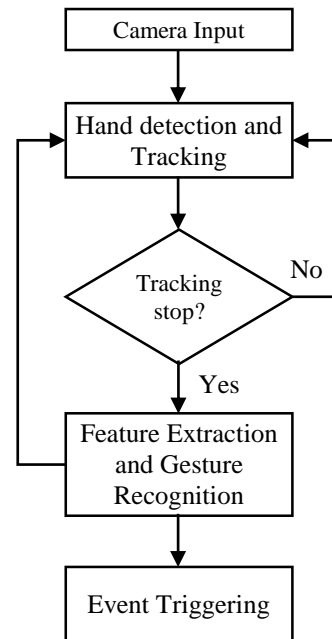 Camera Input
Hand detection and
Tracking
Tracking
stop?
No
Yes
Feature Extraction
and Gesture
Recognition
Event Triggering